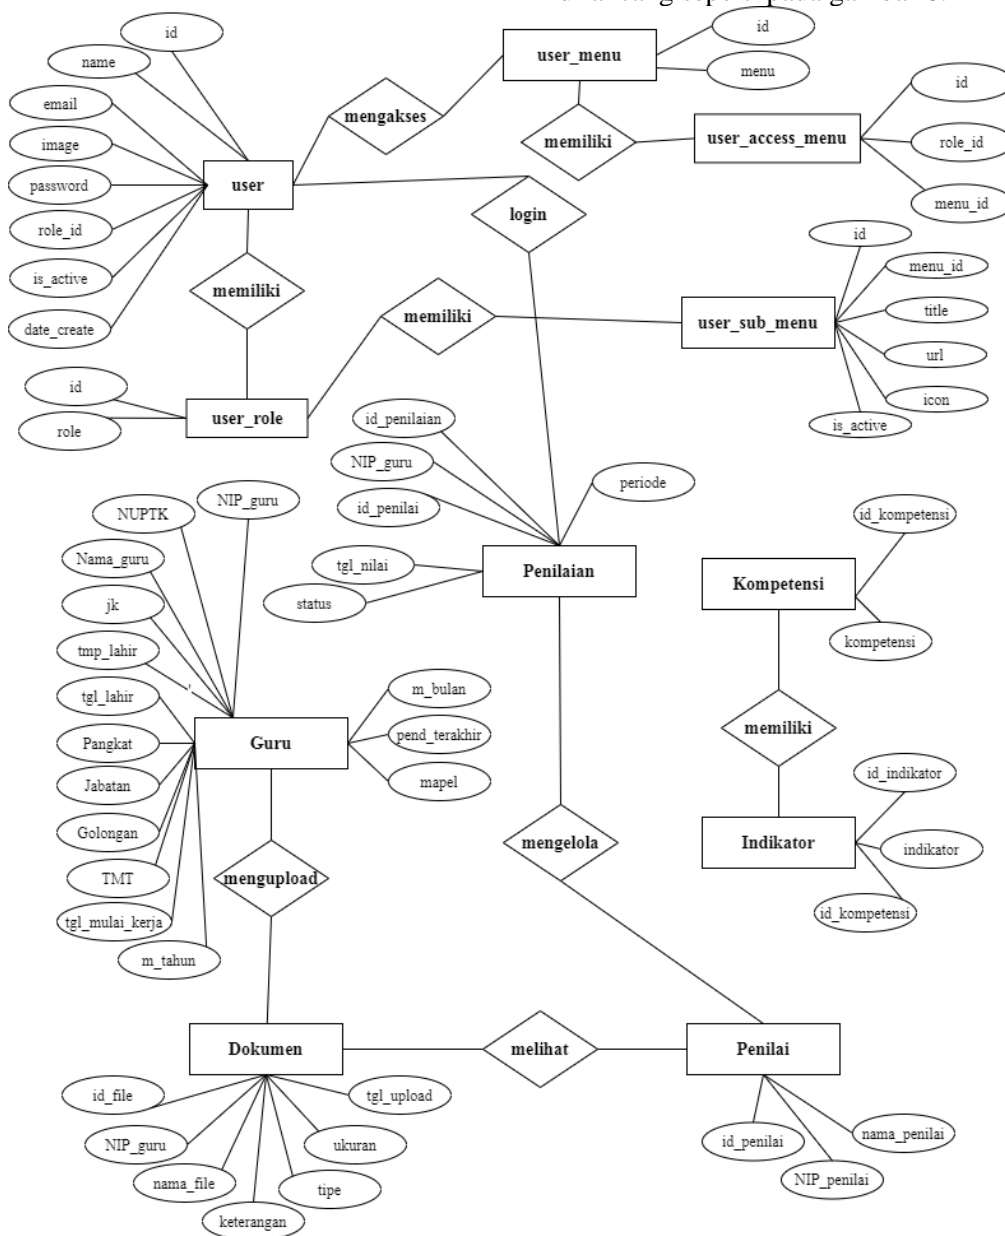 id
name
email
image
password
role_id
is_active
date_create
user
mengakses
user_menu
id
menu
memiliki
user_access_menu
id
role_id
menu_id
login
memiliki
memiliki
user_sub_menu
id
menu_id
title
url
icon
is_active
id
role
user_role
id_penilaian
NIP_guru
id_penilai
periode
tgl_nilai
status
Penilaian
id_kompetensi
Kompetensi
kompetensi
NIP_guru
NUPTK
Nama_guru
jk
tmp_lahir
tgl_lahir
Pangkat
Jabatan
Golongan
TMT
tgl_mulai_kerja
m_tahun
Guru
m_bulan
pend_terakhir
mapel
memiliki
id_indikator
Indikator
indikator
id_kompetensi
mengelola
mengupload
Dokumen
melihat
Penilai
id_file
NIP_guru
nama_file
keterangan
tipe
ukuran
tgl_upload
id_penilai
NIP_penilai
nama_penilai